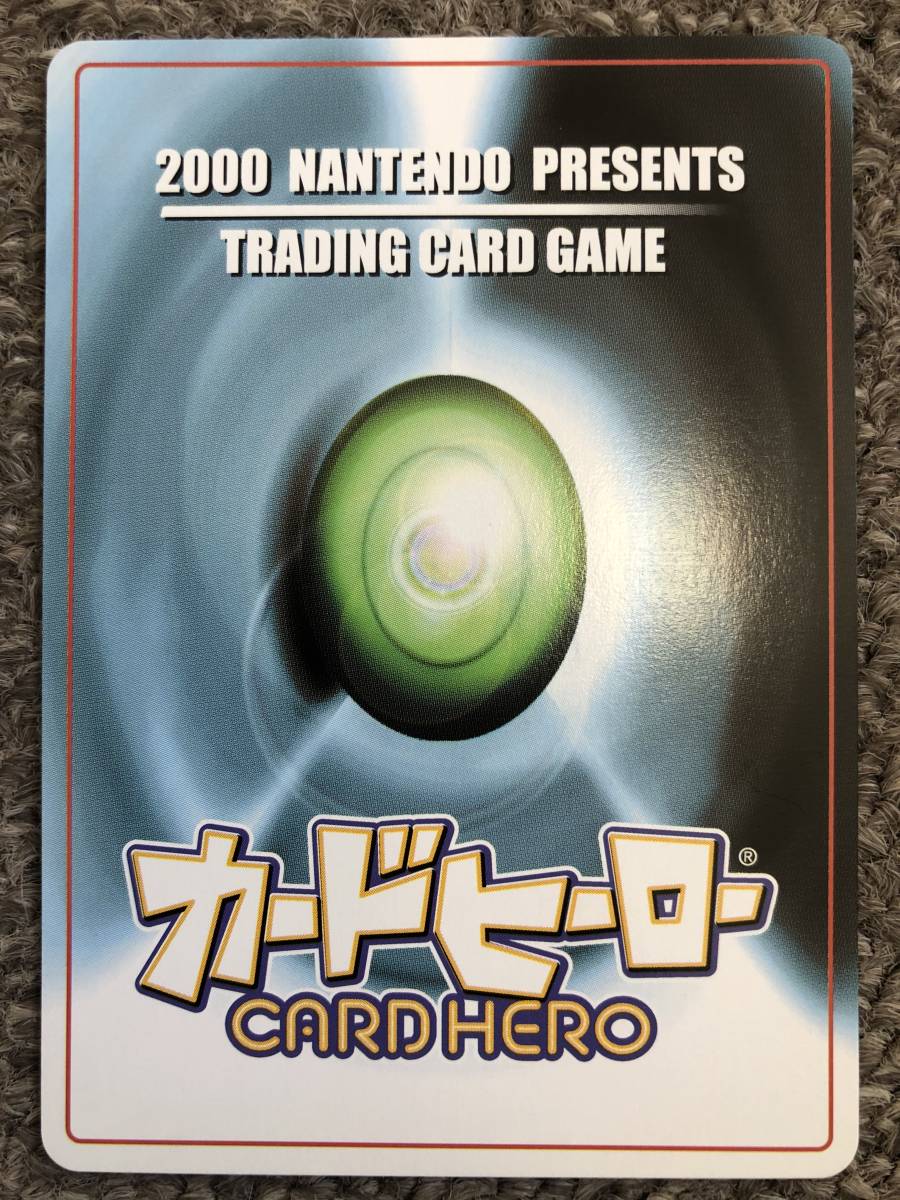 2000 NANTENDO PRESENTS
TRADING CARD GAME
カードヒーロー®
CARD HERO